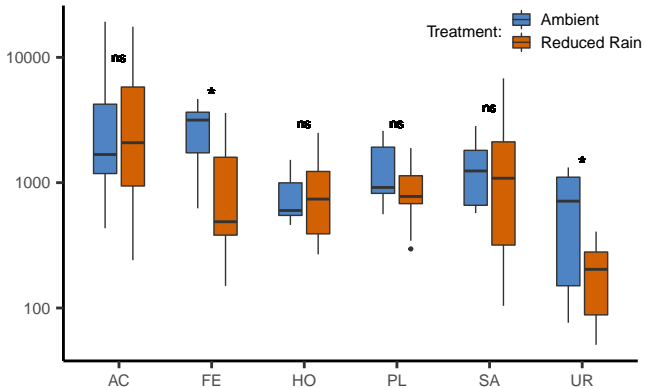 Treatment:
Ambient
Reduced Rain
10000
1000
100
ns
*
ns
ns
ns
*
AC FE HO PL SA UR